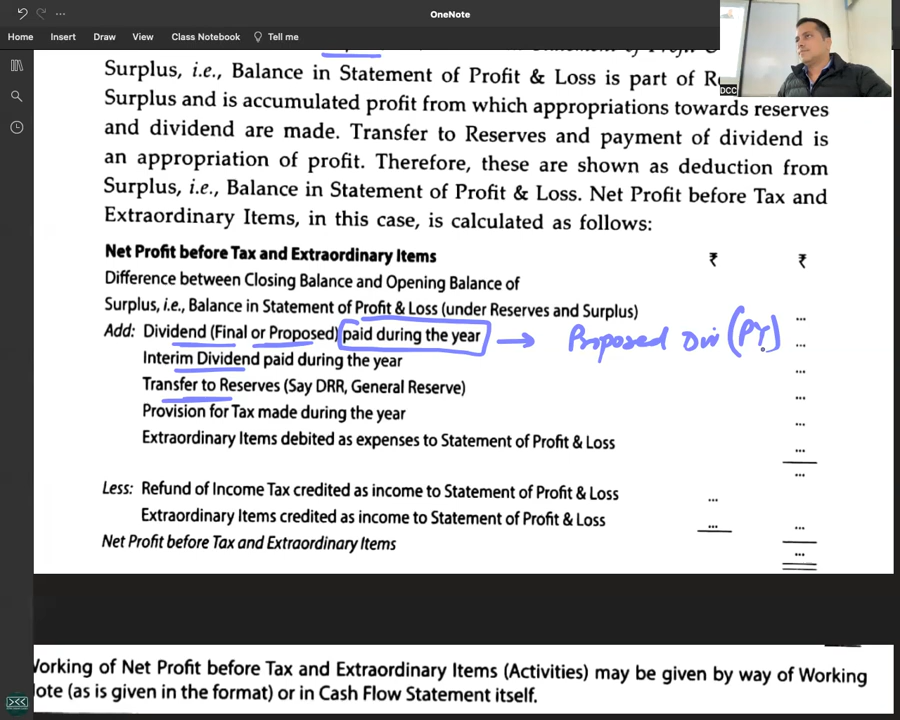 OneNote
Home Insert Draw View Class Notebook Tell me
DCC
Surplus, i.e., Balance in Statement of Profit & Loss is part of R
Surplus and is accumulated profit from which appropriations towards reserves
and dividend are made. Transfer to Reserves and payment of dividend is
an appropriation of profit. Therefore, these are shown as deduction from
Surplus, i.e., Balance in Statement of Profit & Loss. Net Profit before Tax and
Extraordinary Items, in this case, is calculated as follows:
Net Profit before Tax and Extraordinary Items ₹ ₹
Difference between Closing Balance and Opening Balance of
Surplus, i.e., Balance in Statement of Profit & Loss (under Reserves and Surplus) ...
Add: Dividend (Final or Proposed) paid during the year → Proposed Div (PY) ...
Interim Dividend paid during the year ...
Transfer to Reserves (Say DRR, General Reserve) ...
Provision for Tax made during the year ...
Extraordinary Items debited as expenses to Statement of Profit & Loss ...
...
Less: Refund of Income Tax credited as income to Statement of Profit & Loss ...
Extraordinary Items credited as income to Statement of Profit & Loss ... ...
Net Profit before Tax and Extraordinary Items ...
Working of Net Profit before Tax and Extraordinary Items (Activities) may be given by way of Working
Note (as is given in the format) or in Cash Flow Statement itself.